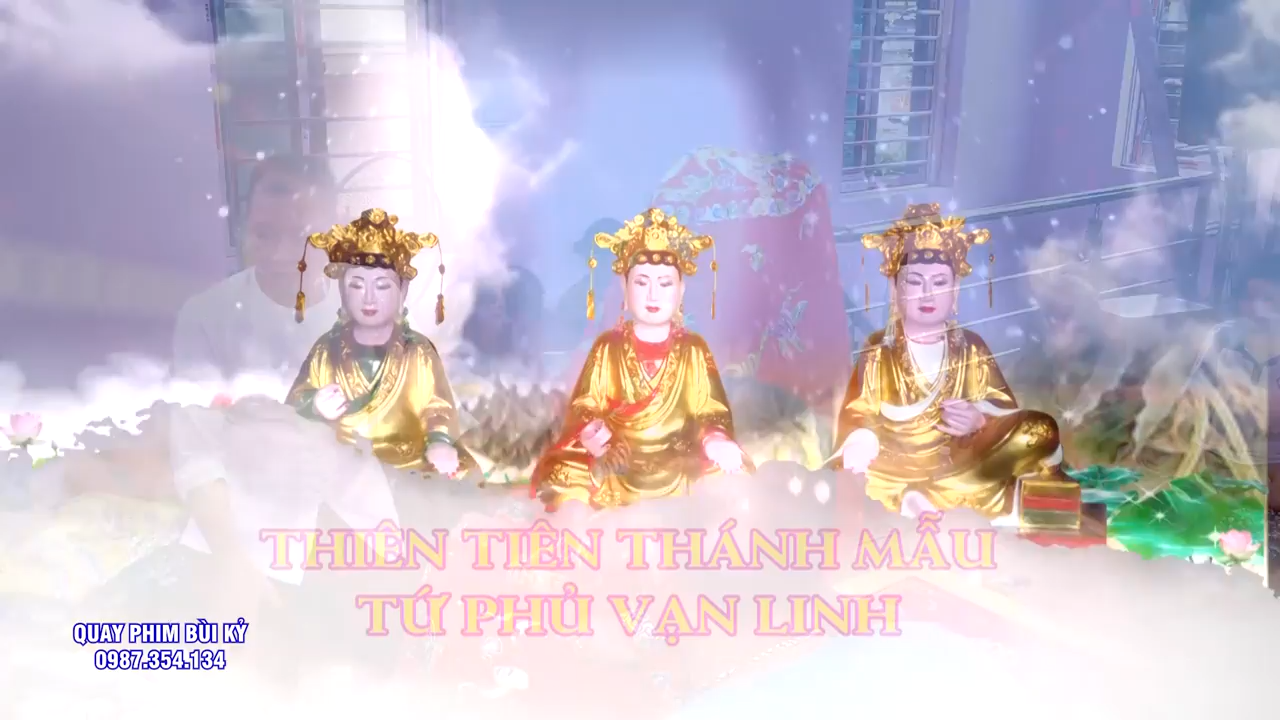 THIÊN TIÊN THÁNH MẪU
TỨ PHỦ VẠN LINH
QUAY PHIM BÙI KỶ
0987.354.134